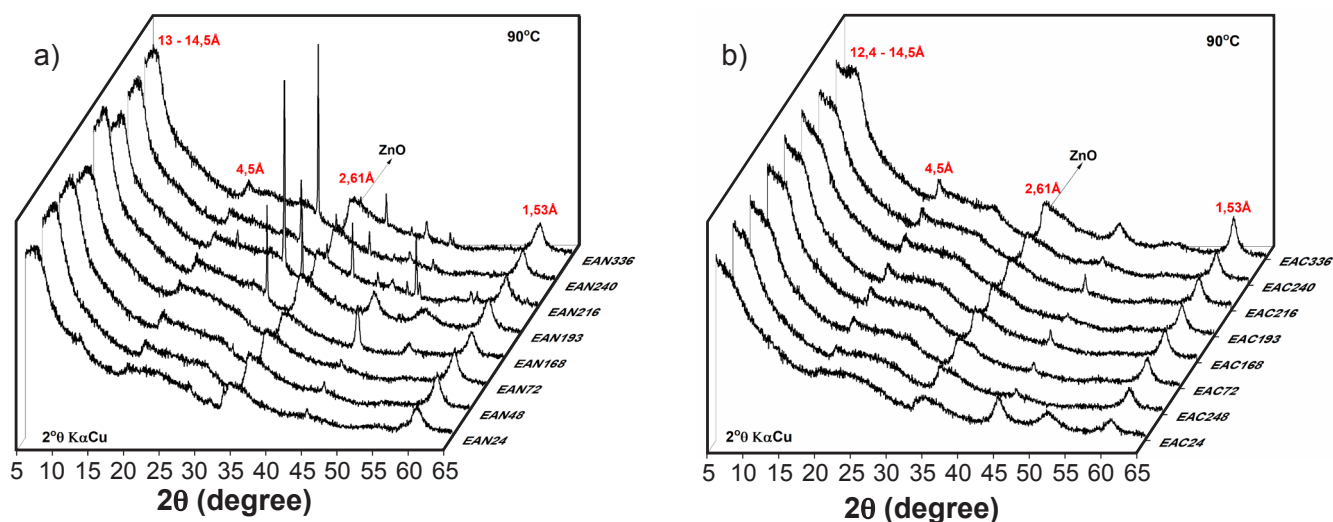 a)
13 - 14,5Å
90°C
4,5Å
ZnO
2,61Å
1,53Å
EAN336
EAN240
EAN216
EAN193
EAN168
EAN72
EAN48
EAN24
2°θ KαCu
5 10 15 20 25 30 35 40 45 50 55 60 65
2θ (degree)
b)
12,4 - 14,5Å
90°C
4,5Å
ZnO
2,61Å
1,53Å
EAC336
EAC240
EAC216
EAC193
EAC168
EAC72
EAC248
EAC24
2°θ KαCu
5 10 15 20 25 30 35 40 45 50 55 60 65
2θ (degree)